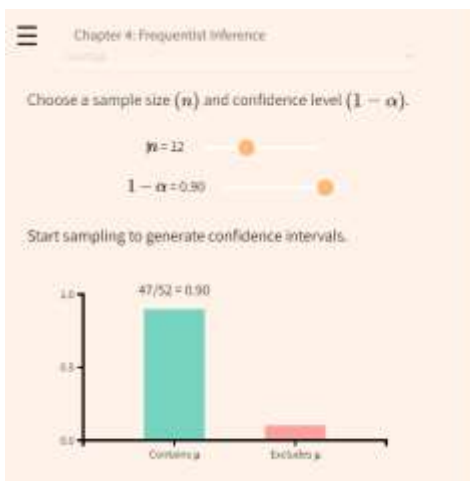 Chapter 4: Frequentist Inference
Choose a sample size (n) and confidence level (1 − α).
n = 12
1 − α = 0.90
Start sampling to generate confidence intervals.
47/52 = 0.90
1.0
0.5
0.0
Contains μ
Excludes μ